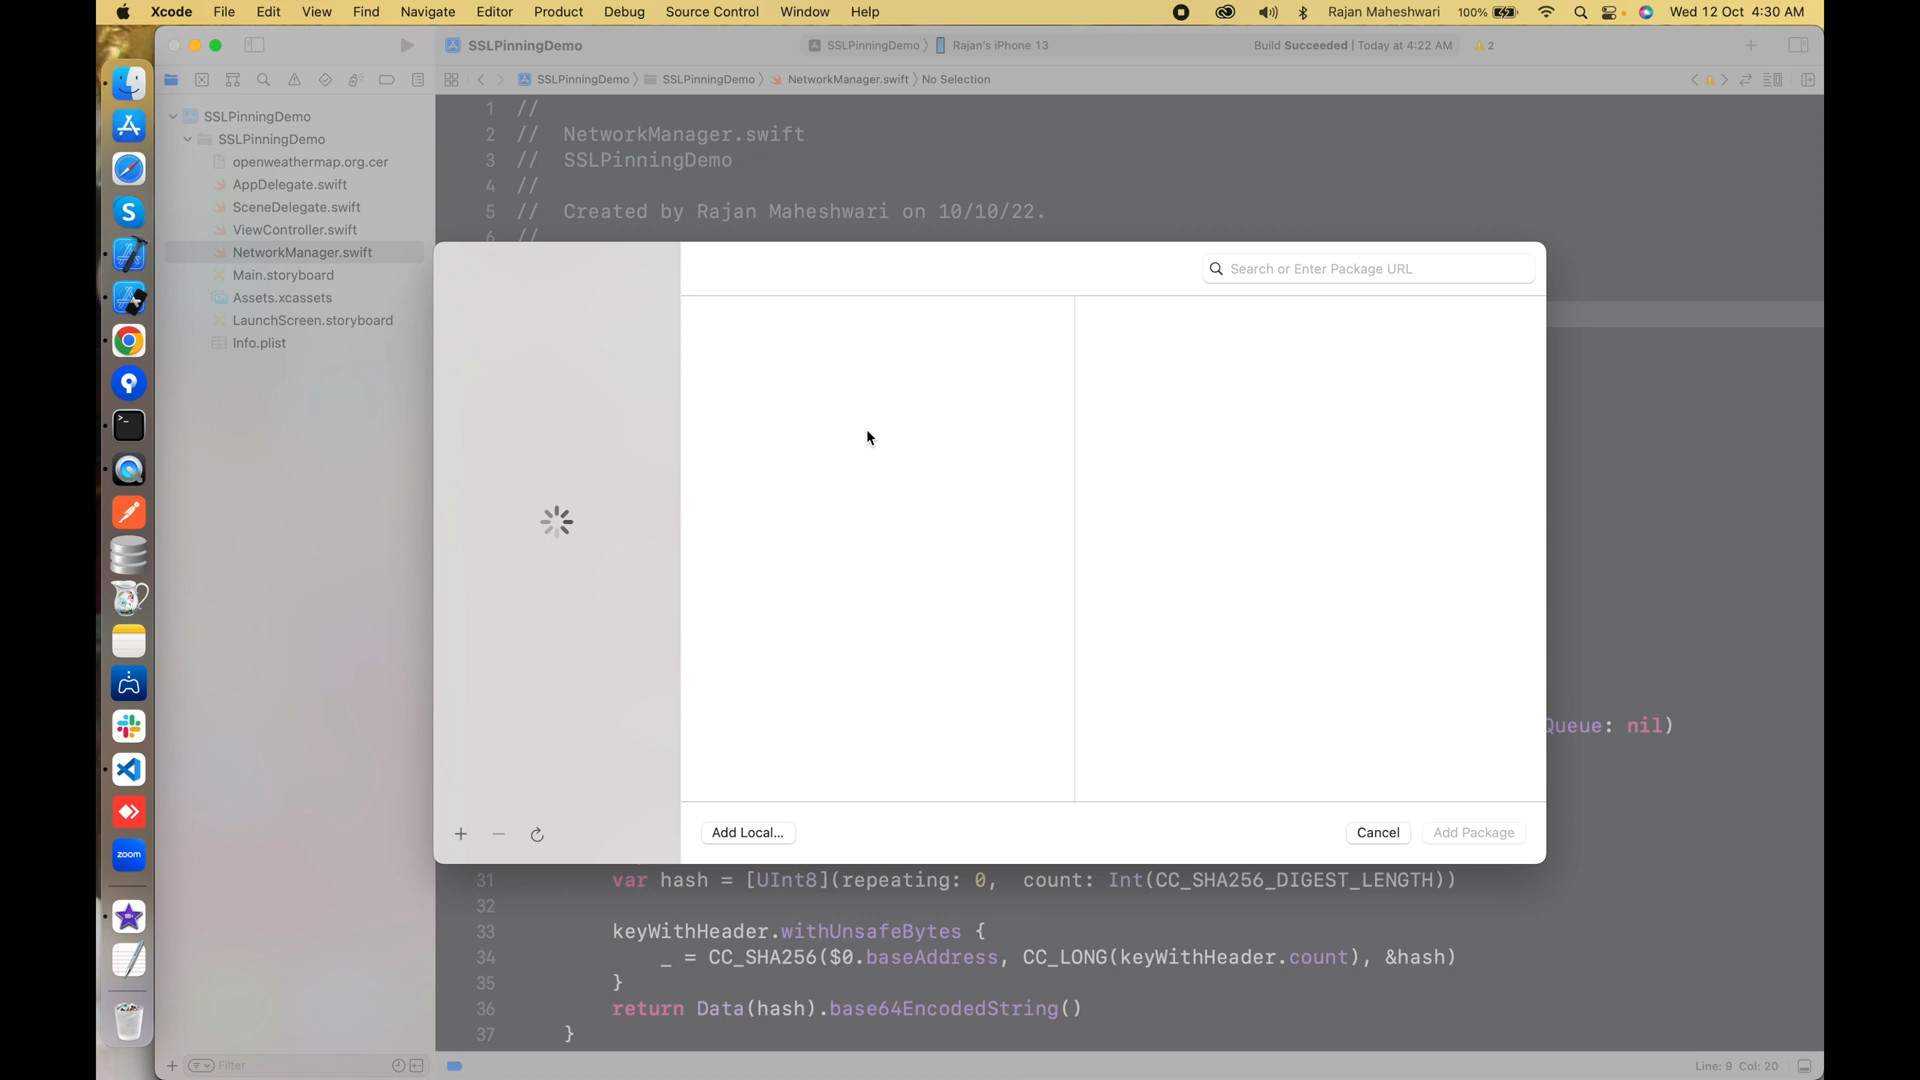 Xcode File Edit View Find Navigate Editor Product Debug Source Control Window Help Rajan Maheshwari 100% Wed 12 Oct 4:30 AM
SSLPinningDemo SSLPinningDemo Rajan's iPhone 13 Build Succeeded | Today at 4:22 AM 2
SSLPinningDemo SSLPinningDemo NetworkManager.swift No Selection
SSLPinningDemo
SSLPinningDemo
openweathermap.org.cer
AppDelegate.swift
SceneDelegate.swift
ViewController.swift
NetworkManager.swift
Main.storyboard
Assets.xcassets
LaunchScreen.storyboard
Info.plist
1 //
2 // NetworkManager.swift
3 // SSLPinningDemo
4 //
5 // Created by Rajan Maheshwari on 10/10/22.
6 //
Search or Enter Package URL
Queue: nil)
Add Local...
Cancel
Add Package
31 var hash = [UInt8](repeating: 0, count: Int(CC_SHA256_DIGEST_LENGTH))
32
33 keyWithHeader.withUnsafeBytes {
34 _ = CC_SHA256($0.baseAddress, CC_LONG(keyWithHeader.count), &hash)
35 }
36 return Data(hash).base64EncodedString()
37 }
zoom
Filter
Line: 9 Col: 20